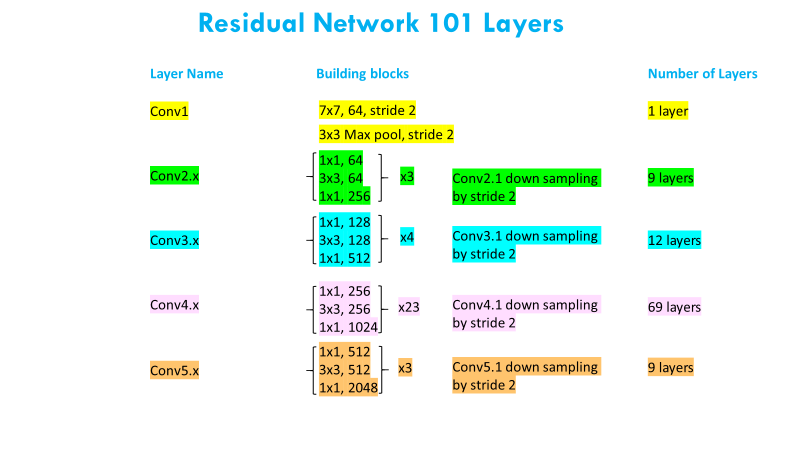 Residual Network 101 Layers
Layer Name Building blocks Number of Layers
Conv1 7x7, 64, stride 2 1 layer
3x3 Max pool, stride 2
Conv2.x
1x1, 64
3x3, 64
1x1, 256
x3
Conv2.1 down sampling
by stride 2
9 layers
Conv3.x
1x1, 128
3x3, 128
1x1, 512
x4
Conv3.1 down sampling
by stride 2
12 layers
Conv4.x
1x1, 256
3x3, 256
1x1, 1024
x23
Conv4.1 down sampling
by stride 2
69 layers
Conv5.x
1x1, 512
3x3, 512
1x1, 2048
x3
Conv5.1 down sampling
by stride 2
9 layers